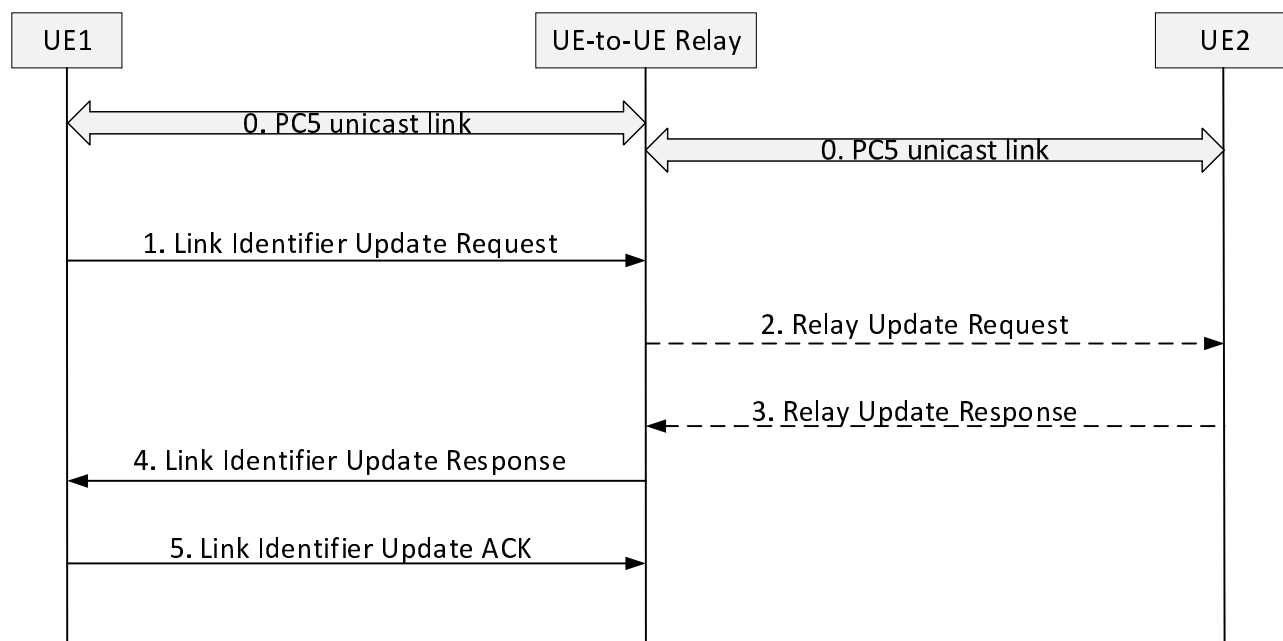 UE1
UE-to-UE Relay
UE2
0. PC5 unicast link
0. PC5 unicast link
1. Link Identifier Update Request
2. Relay Update Request
3. Relay Update Response
4. Link Identifier Update Response
5. Link Identifier Update ACK